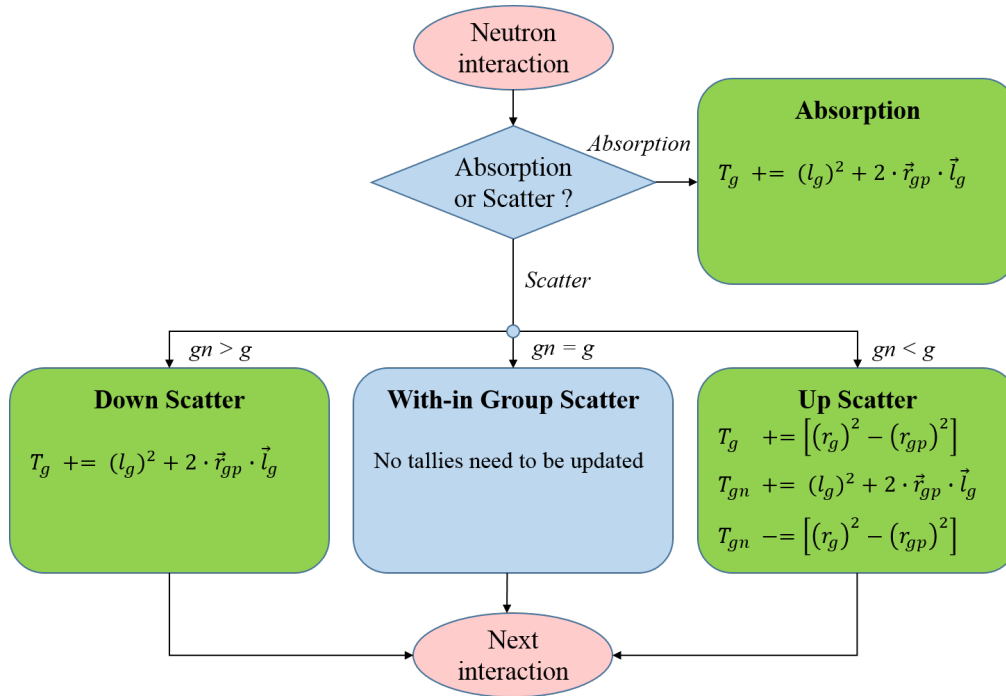 Neutron
interaction
Absorption
or Scatter ?
Absorption
Absorption
T_g += (l_g)² + 2 · r⃗_gp · l⃗_g
Scatter
gn > g
gn = g
gn < g
Down Scatter
T_g += (l_g)² + 2 · r⃗_gp · l⃗_g
With-in Group Scatter
No tallies need to be updated
Up Scatter
T_g += [(r_g)² − (r_gp)²]
T_gn += (l_g)² + 2 · r⃗_gp · l⃗_g
T_gn −= [(r_g)² − (r_gp)²]
Next
interaction